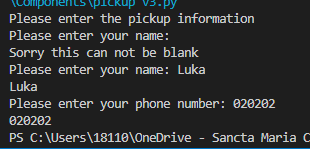 \Components\pickup v3.py
Please enter the pickup information
Please enter your name:
Sorry this can not be blank
Please enter your name: Luka
Luka
Please enter your phone number: 020202
020202
PS C:\Users\18110\OneDrive - Sancta Maria C